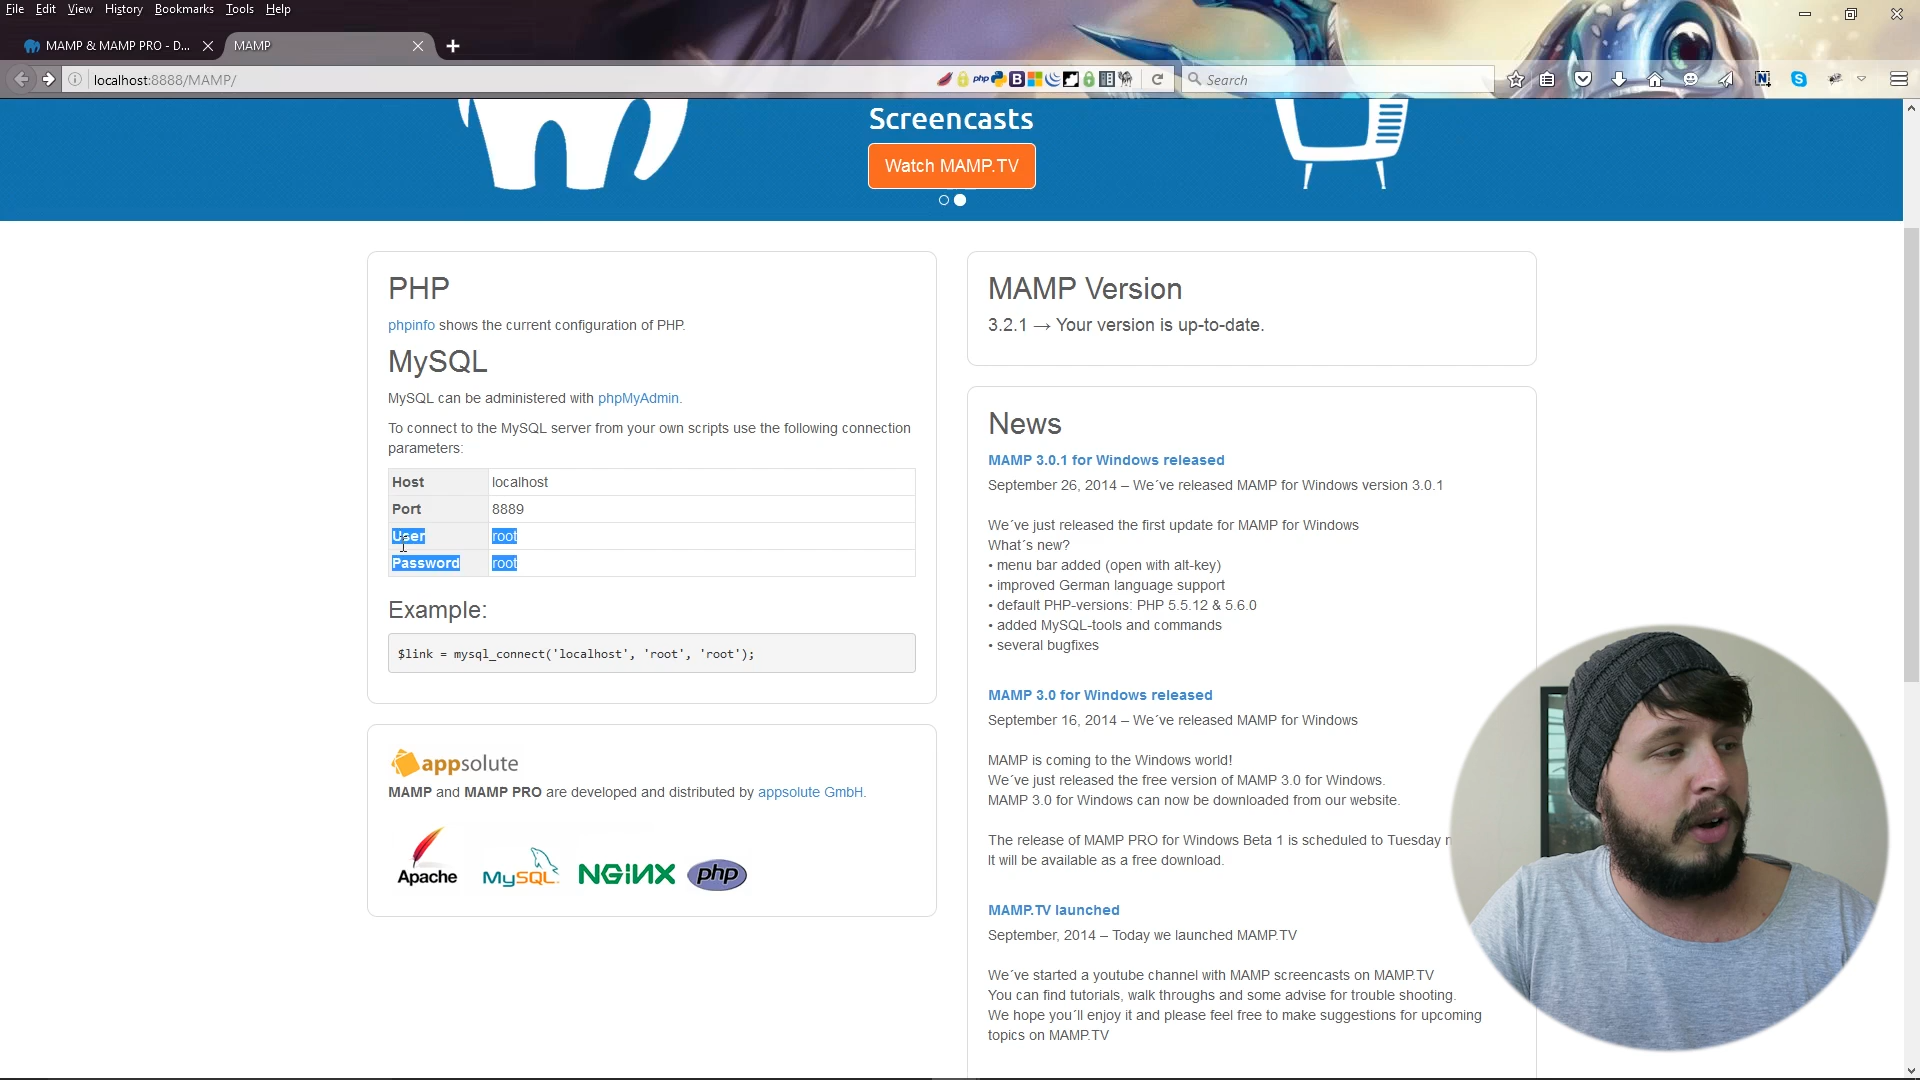 File Edit View History Bookmarks Tools Help
MAMP & MAMP PRO - D...
MAMP
localhost:8888/MAMP/
Search
Screencasts
Watch MAMP.TV
PHP
phpinfo shows the current configuration of PHP.
MySQL
MySQL can be administered with phpMyAdmin.
To connect to the MySQL server from your own scripts use the following connection
parameters:
Host localhost
Port 8889
User root
Password root
Example:
$link = mysql_connect('localhost', 'root', 'root');
appsolute
MAMP and MAMP PRO are developed and distributed by appsolute GmbH.
Apache MySQL NGINX php
MAMP Version
3.2.1 → Your version is up-to-date.
News
MAMP 3.0.1 for Windows released
September 26, 2014 – We´ve released MAMP for Windows version 3.0.1
We´ve just released the first update for MAMP for Windows
What´s new?
• menu bar added (open with alt-key)
• improved German language support
• default PHP-versions: PHP 5.5.12 & 5.6.0
• added MySQL-tools and commands
• several bugfixes
MAMP 3.0 for Windows released
September 16, 2014 – We´ve released MAMP for Windows
MAMP is coming to the Windows world!
We´ve just released the free version of MAMP 3.0 for Windows.
MAMP 3.0 for Windows can now be downloaded from our website.
The release of MAMP PRO for Windows Beta 1 is scheduled to Tuesday
It will be available as a free download.
MAMP.TV launched
September, 2014 – Today we launched MAMP.TV
We´ve started a youtube channel with MAMP screencasts on MAMP.TV
You can find tutorials, walk throughs and some advise for trouble shooting.
We hope you´ll enjoy it and please feel free to make suggestions for upcoming
topics on MAMP.TV